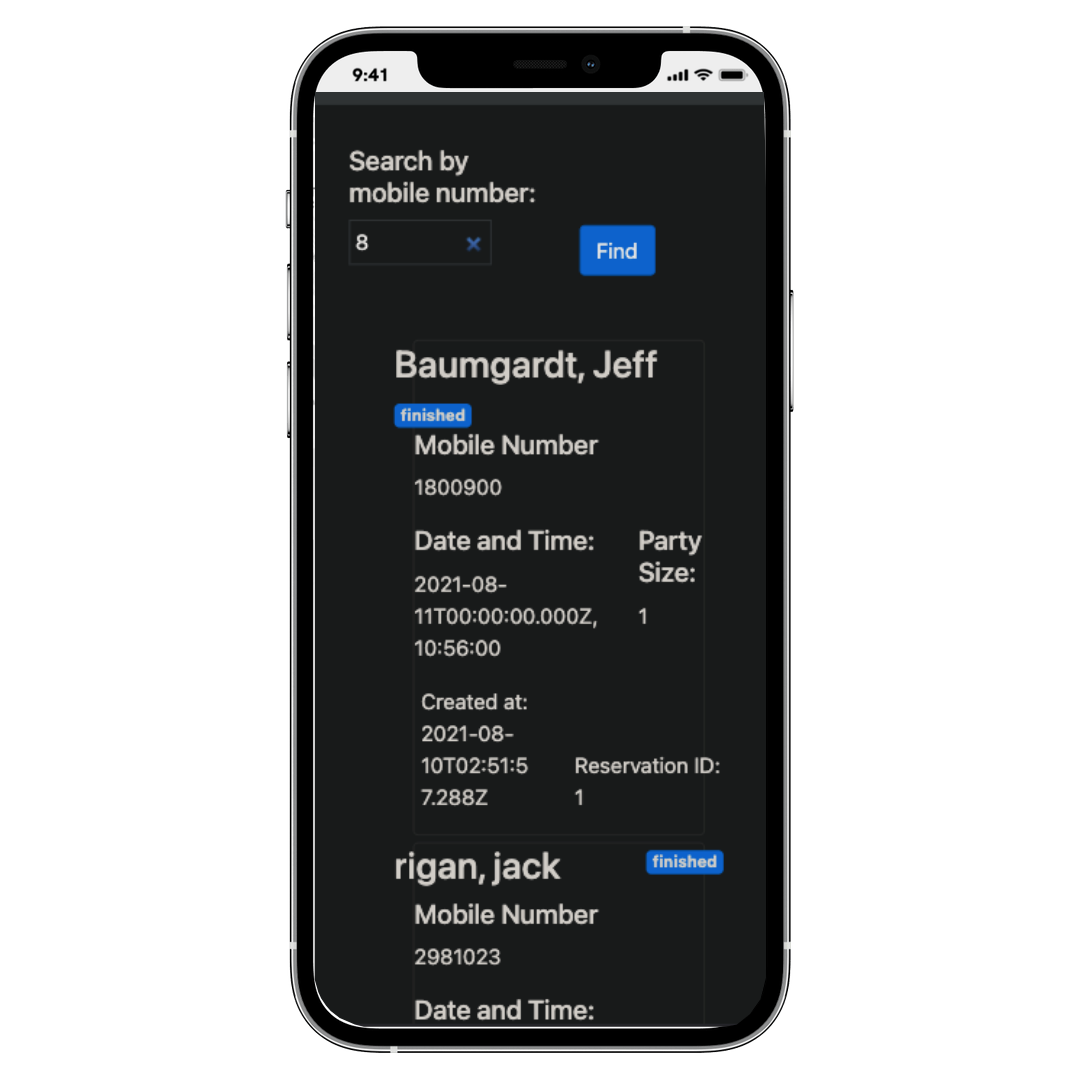 9:41
Search by
mobile number:
8
Find
Baumgardt, Jeff
finished
Mobile Number
1800900
Date and Time:
Party
Size:
2021-08-
11T00:00:00.000Z,
10:56:00
1
Created at:
2021-08-
10T02:51:5
7.288Z
Reservation ID:
1
rigan, jack
finished
Mobile Number
2981023
Date and Time: